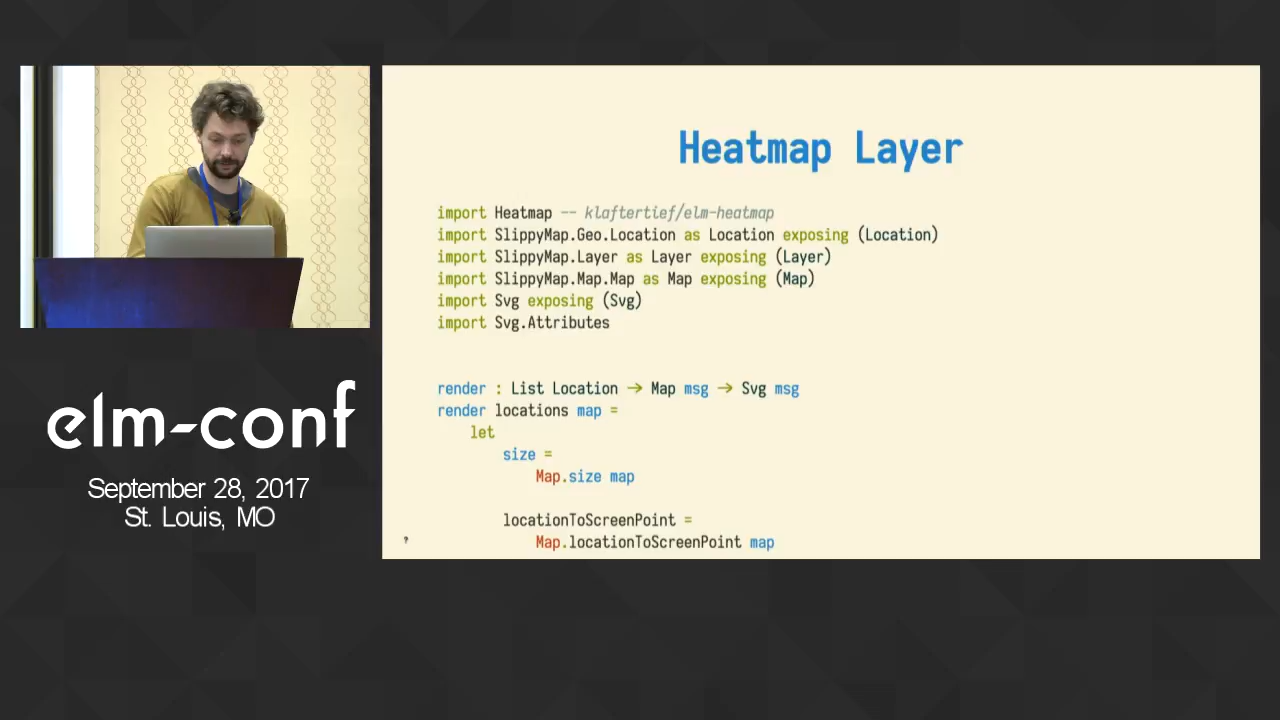 elm-conf
September 28, 2017
St. Louis, MO
Heatmap Layer
import Heatmap -- klaftertief/elm-heatmap
import SlippyMap.Geo.Location as Location exposing (Location)
import SlippyMap.Layer as Layer exposing (Layer)
import SlippyMap.Map.Map as Map exposing (Map)
import Svg exposing (Svg)
import Svg.Attributes
render : List Location → Map msg → Svg msg
render locations map =
let
size =
Map.size map
locationToScreenPoint =
Map.locationToScreenPoint map